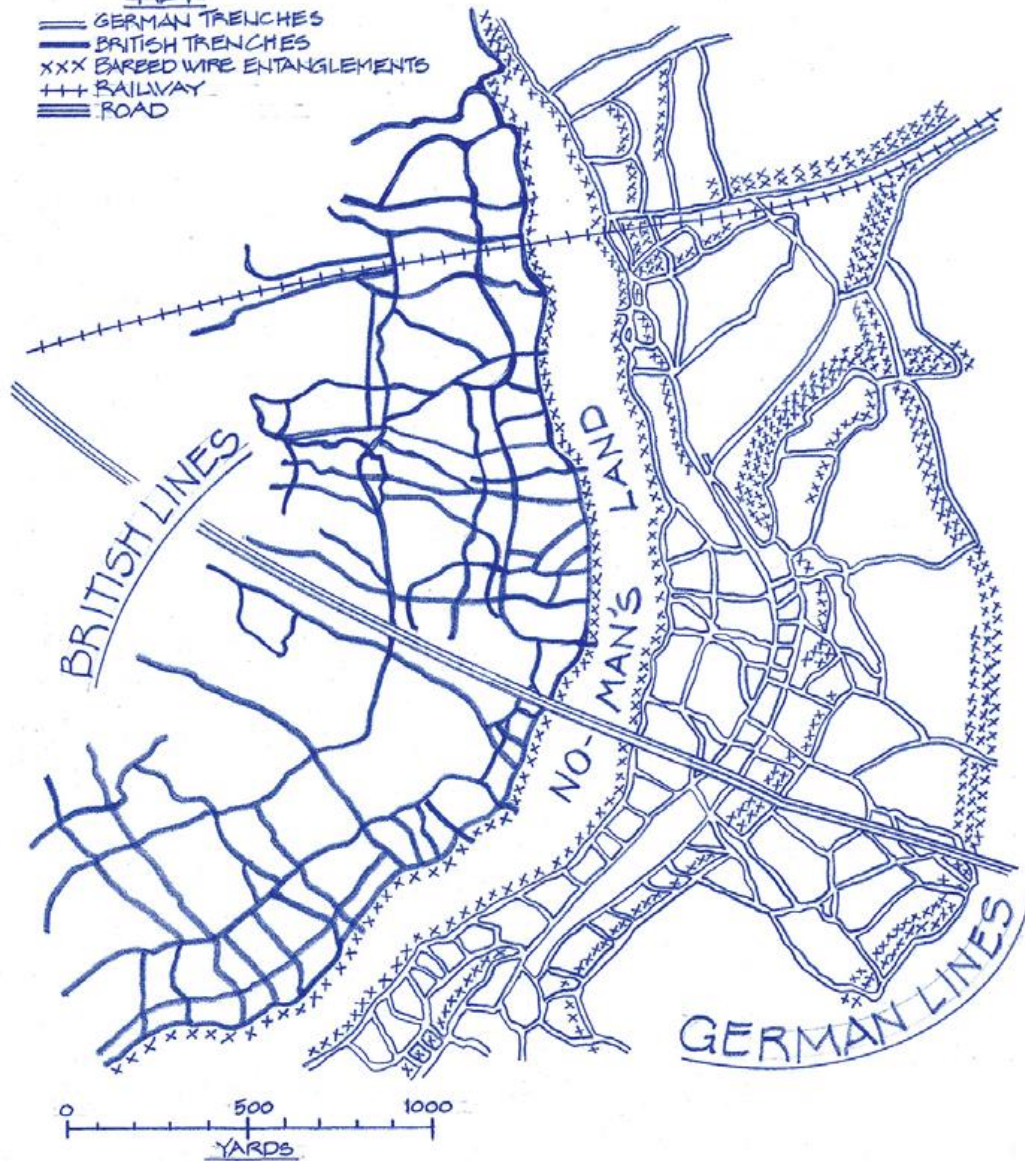 GERMAN TRENCHES
BRITISH TRENCHES
xxx BARBED WIRE ENTANGLEMENTS
RAILWAY
ROAD
BRITISH LINES
NO-MAN'S LAND
GERMAN LINES
0 500 1000
YARDS